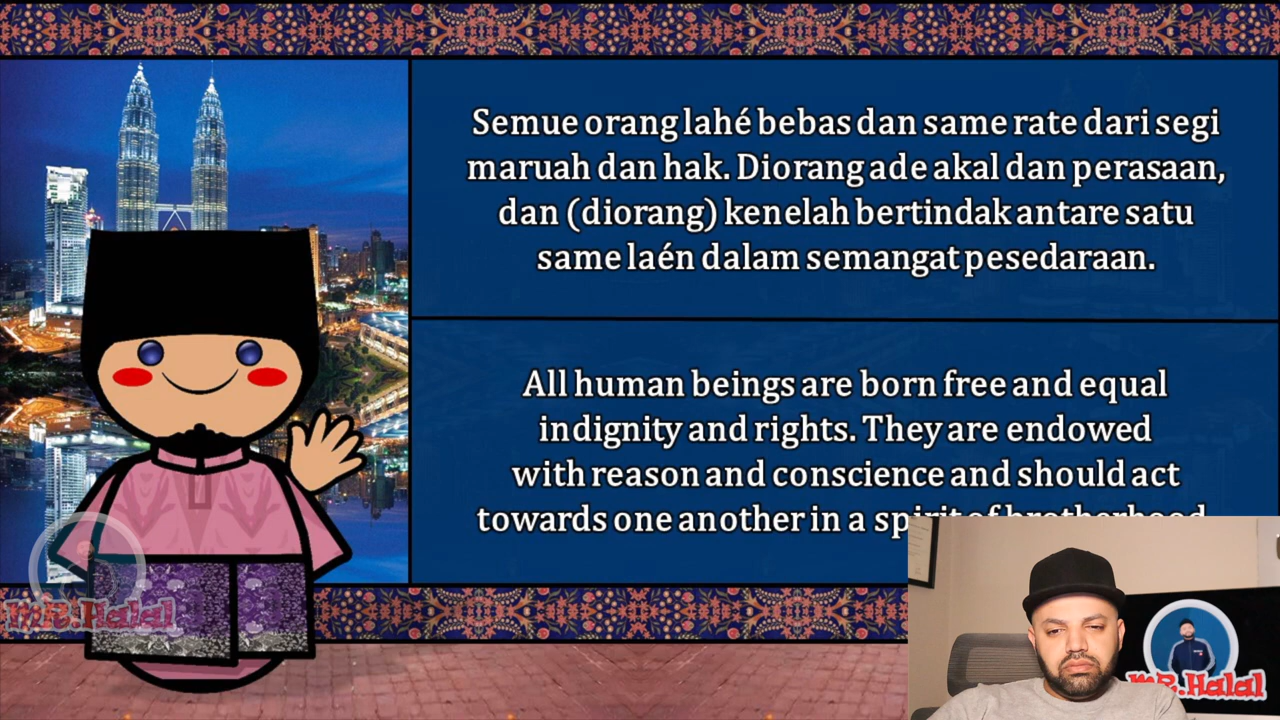 Semue orang lahé bebas dan same rate dari segi
maruah dan hak. Diorang ade akal dan perasaan,
dan (diorang) kenelah bertindak antare satu
same laén dalam semangat pesedaraan.
All human beings are born free and equal
indignity and rights. They are endowed
with reason and conscience and should act
towards one another in a spirit of brotherhood.
mR.Halal
mR.Halal